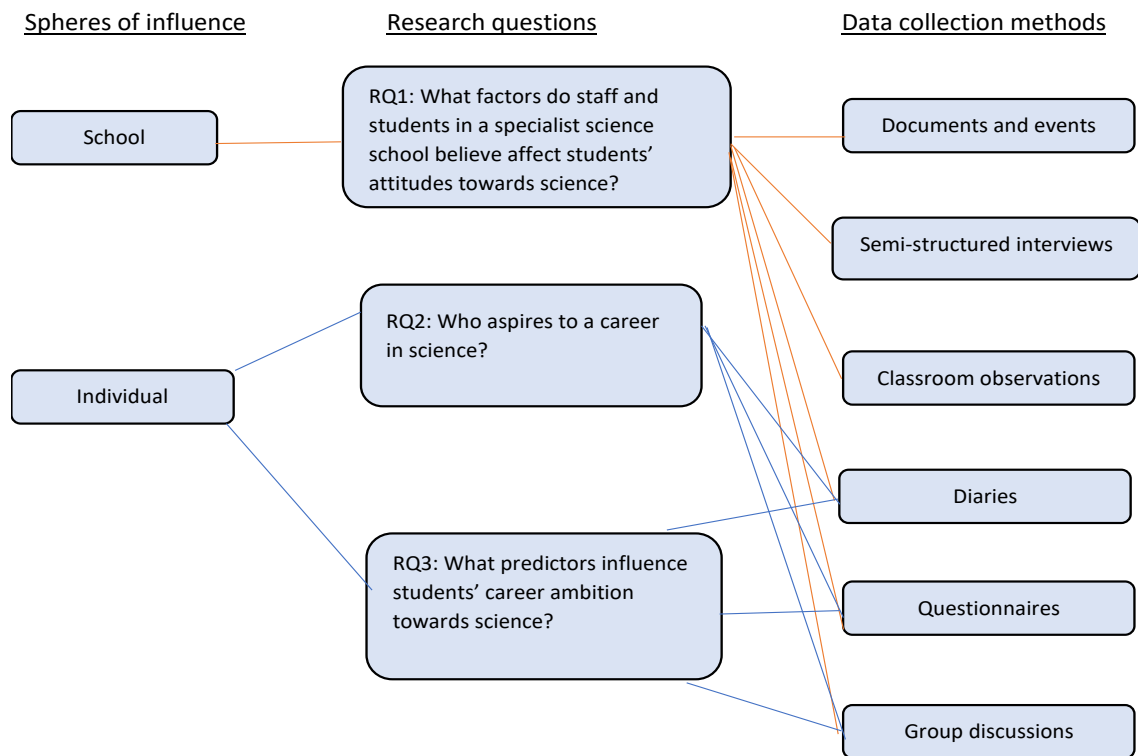 Spheres of influence
Research questions
Data collection methods
School
RQ1: What factors do staff and
students in a specialist science
school believe affect students’
attitudes towards science?
Documents and events
Semi-structured interviews
Individual
RQ2: Who aspires to a career
in science?
Classroom observations
Diaries
RQ3: What predictors influence
students’ career ambition
towards science?
Questionnaires
Group discussions